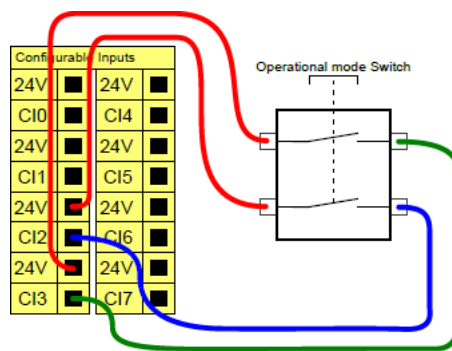 Configurable Inputs
24V 24V
CI0 CI4
24V 24V
CI1 CI5
24V 24V
CI2 CI6
24V 24V
CI3 CI7
Operational mode Switch